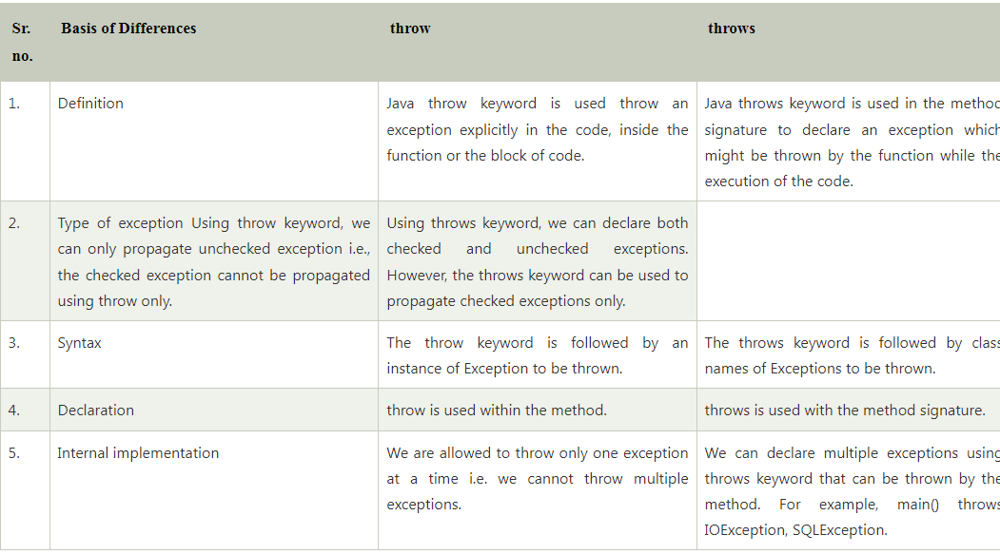 Sr. no. Basis of Differences throw throws
1. Definition
Java throw keyword is used throw an
exception explicitly in the code, inside the
function or the block of code.
Java throws keyword is used in the method
signature to declare an exception which
might be thrown by the function while the
execution of the code.
2.
Type of exception Using throw keyword, we
can only propagate unchecked exception i.e.,
the checked exception cannot be propagated
using throw only.
Using throws keyword, we can declare both
checked and unchecked exceptions.
However, the throws keyword can be used to
propagate checked exceptions only.
3. Syntax
The throw keyword is followed by an
instance of Exception to be thrown.
The throws keyword is followed by class
names of Exceptions to be thrown.
4. Declaration
throw is used within the method.
throws is used with the method signature.
5. Internal implementation
We are allowed to throw only one exception
at a time i.e. we cannot throw multiple
exceptions.
We can declare multiple exceptions using
throws keyword that can be thrown by the
method. For example, main() throws
IOException, SQLException.